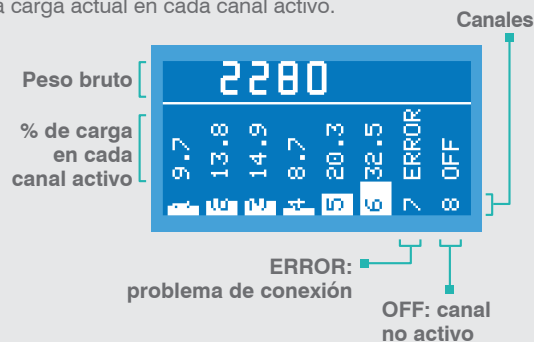 a carga actual en cada canal activo.
Canales
Peso bruto
2280
% de carga
en cada
canal activo
9.7
13.8
14.9
8.7
5 20.3
6 32.5
7 ERROR
8 OFF
ERROR:
problema de conexión
OFF: canal
no activo